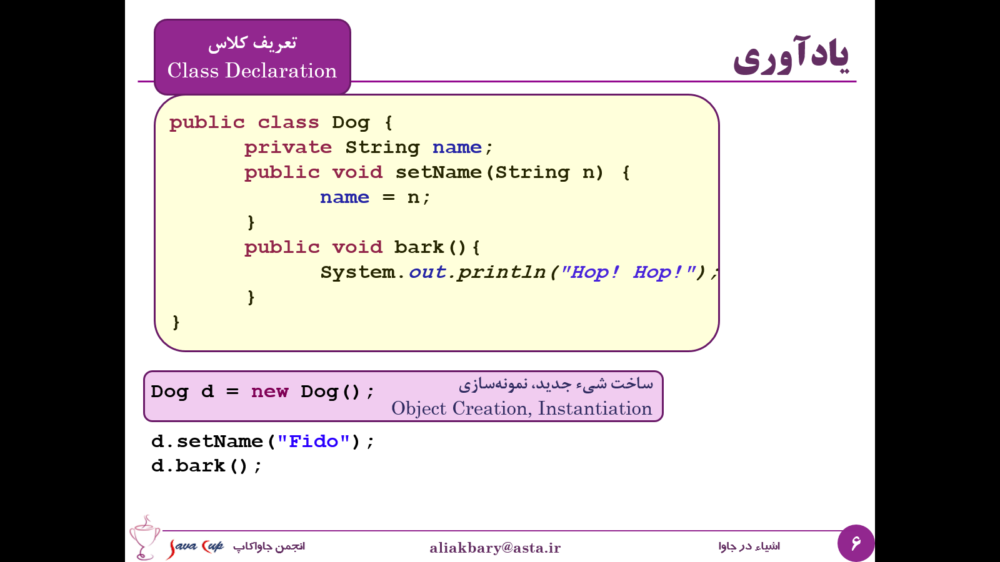 یادآوری
تعریف کلاس
Class Declaration
public class Dog {
private String name;
public void setName(String n) {
name = n;
}
public void bark(){
System.out.println("Hop! Hop!");
}
}
Dog d = new Dog();
ساخت شیء جدید، نمونه‌سازی
Object Creation, Instantiation
d.setName("Fido");
d.bark();
Java Cup
انجمن جاواکاپ
aliakbary@asta.ir
اشیاء در جاوا
۶